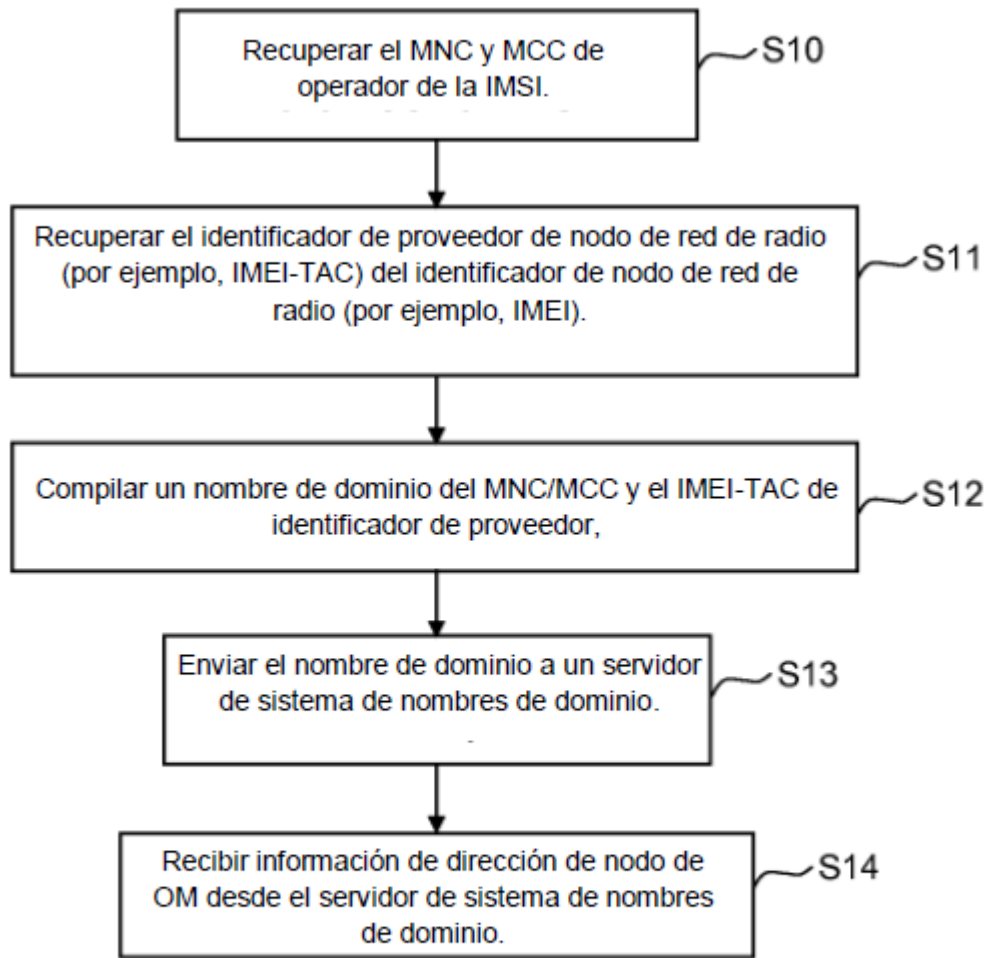 Recuperar el MNC y MCC de
operador de la IMSI.
S10
Recuperar el identificador de proveedor de nodo de red de radio
(por ejemplo, IMEI-TAC) del identificador de nodo de red de
radio (por ejemplo, IMEI).
S11
Compilar un nombre de dominio del MNC/MCC y el IMEI-TAC de
identificador de proveedor,
S12
Enviar el nombre de dominio a un servidor
de sistema de nombres de dominio.
S13
Recibir información de dirección de nodo de
OM desde el servidor de sistema de nombres
de dominio.
S14